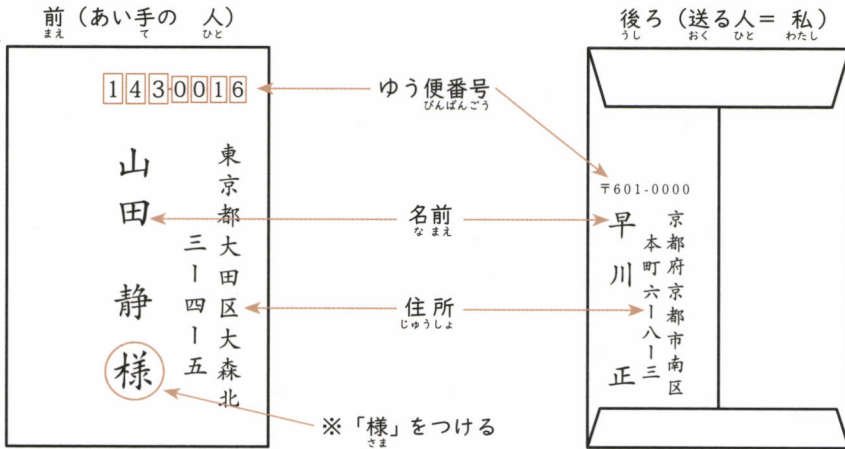 前（あい手の 人）
まえ て ひと
1430016
東京都大田区大森北
三ー四ー五
山田 静 様
ゆう便番号
びんばんごう
名前
なまえ
住所
じゅうしょ
※「様」をつける
さま
後ろ（送る人＝ 私）
うし おく ひと わたし
〒601-0000
京都府京都市南区
本町六ー八ー三
早川 正